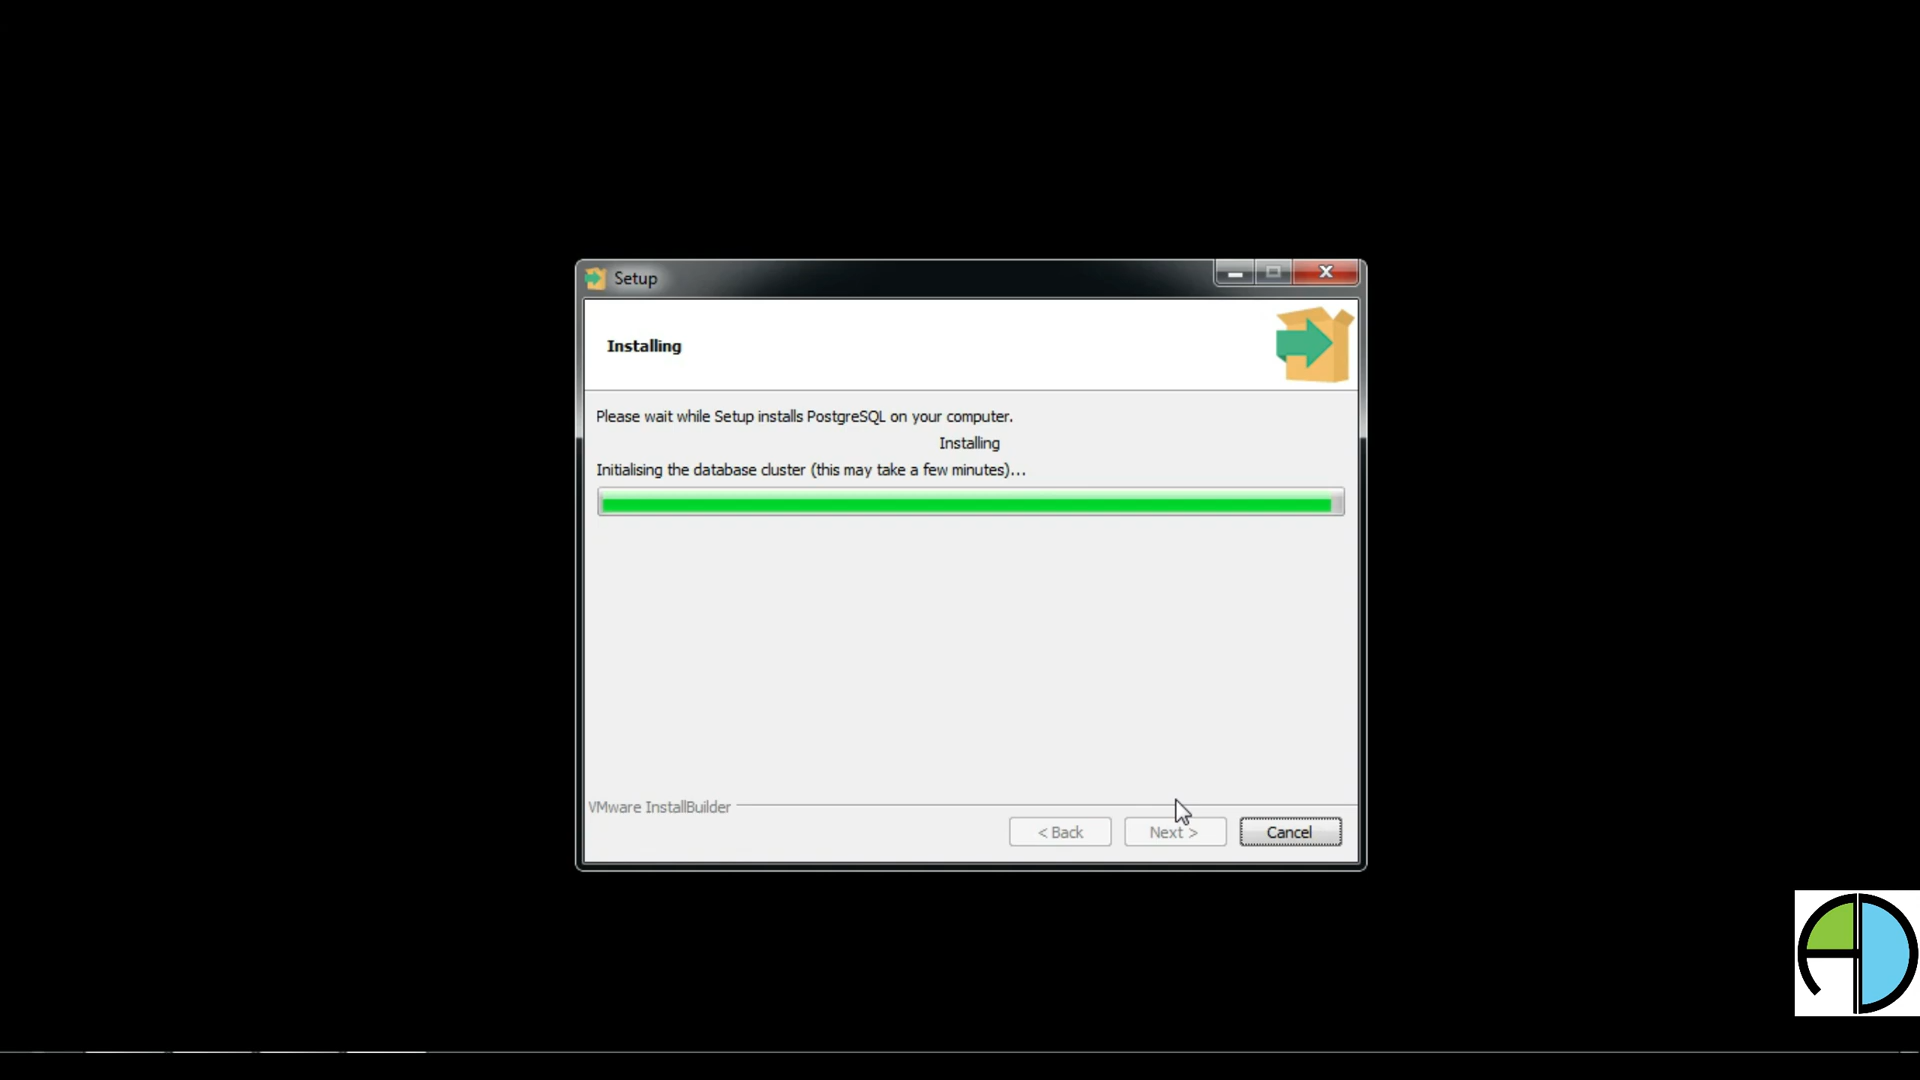 Setup
Installing
Please wait while Setup installs PostgreSQL on your computer.
Installing
Initialising the database cluster (this may take a few minutes)...
VMware InstallBuilder
< Back
Next >
Cancel